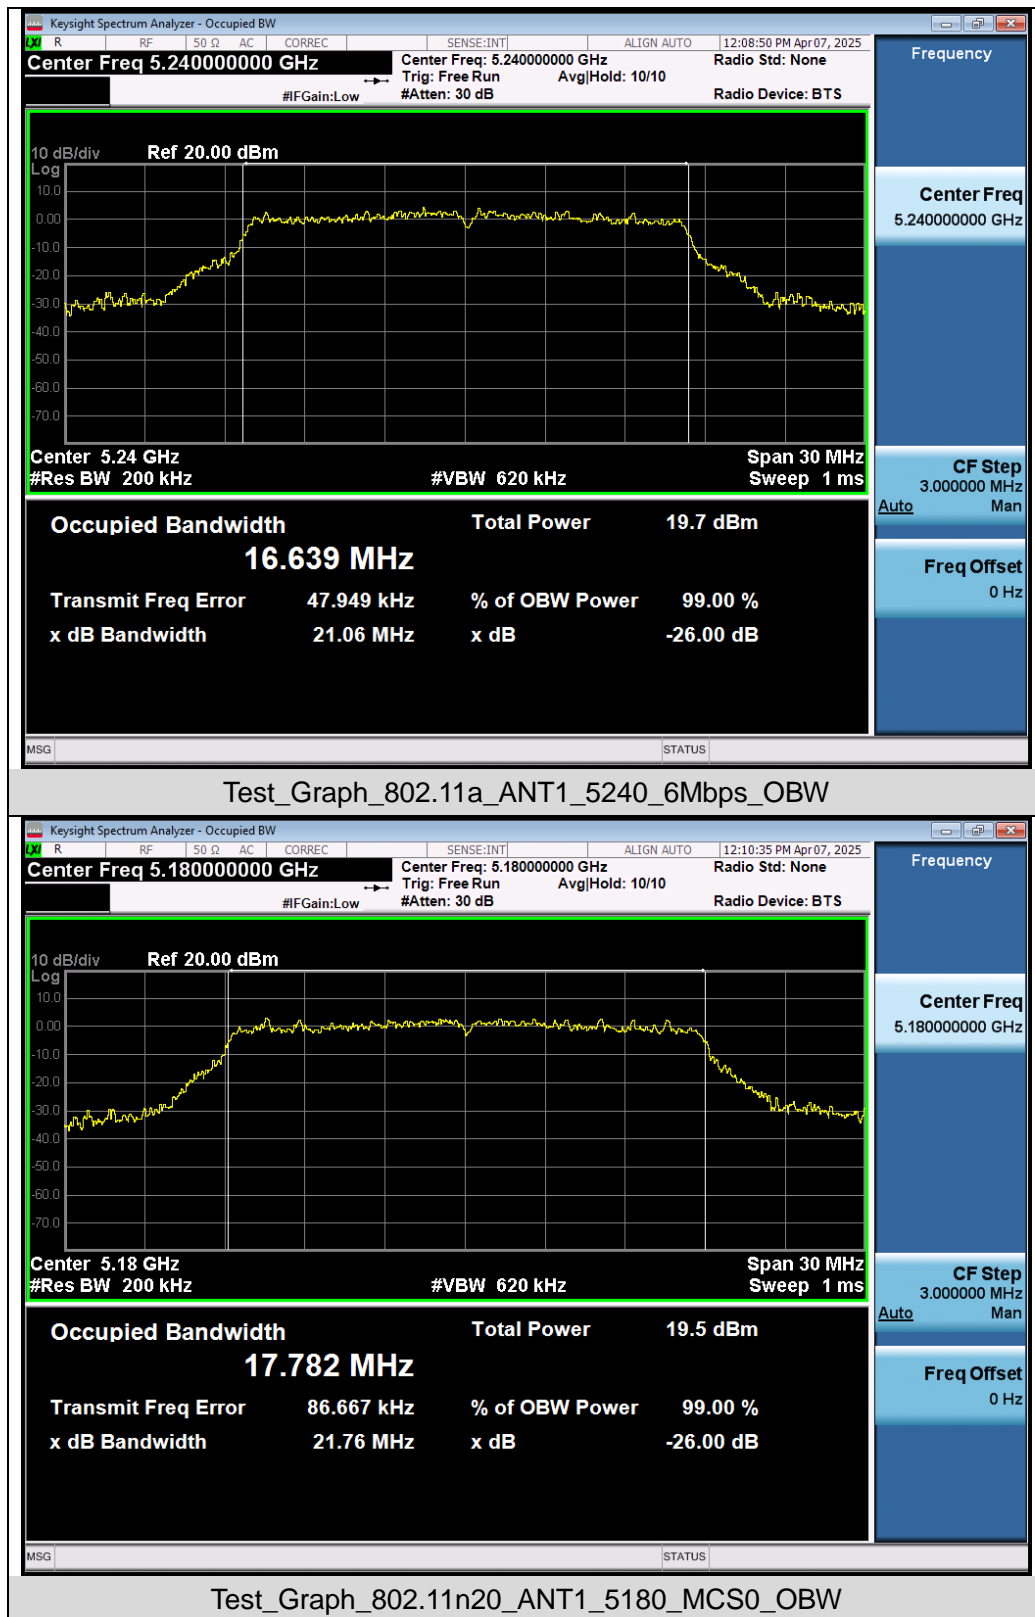 Keysight Spectrum Analyzer - Occupied BW
LXI R RF 50 Ω AC CORREC SENSE:INT ALIGN AUTO 12:08:50 PM Apr 07, 2025
Center Freq 5.240000000 GHz
Center Freq: 5.240000000 GHz Radio Std: None
Trig: Free Run Avg|Hold: 10/10
#IFGain:Low #Atten: 30 dB Radio Device: BTS
10 dB/div Ref 20.00 dBm
Log
10.0
0.00
-10.0
-20.0
-30.0
-40.0
-50.0
-60.0
-70.0
Center 5.24 GHz Span 30 MHz
#Res BW 200 kHz #VBW 620 kHz Sweep 1 ms
Occupied Bandwidth Total Power 19.7 dBm
16.639 MHz
Transmit Freq Error 47.949 kHz % of OBW Power 99.00 %
x dB Bandwidth 21.06 MHz x dB -26.00 dB
MSG STATUS
Frequency
Center Freq
5.240000000 GHz
CF Step
3.000000 MHz
Auto Man
Freq Offset
0 Hz
Test_Graph_802.11a_ANT1_5240_6Mbps_OBW
Keysight Spectrum Analyzer - Occupied BW
LXI R RF 50 Ω AC CORREC SENSE:INT ALIGN AUTO 12:10:35 PM Apr 07, 2025
Center Freq 5.180000000 GHz
Center Freq: 5.180000000 GHz Radio Std: None
Trig: Free Run Avg|Hold: 10/10
#IFGain:Low #Atten: 30 dB Radio Device: BTS
10 dB/div Ref 20.00 dBm
Log
10.0
0.00
-10.0
-20.0
-30.0
-40.0
-50.0
-60.0
-70.0
Center 5.18 GHz Span 30 MHz
#Res BW 200 kHz #VBW 620 kHz Sweep 1 ms
Occupied Bandwidth Total Power 19.5 dBm
17.782 MHz
Transmit Freq Error 86.667 kHz % of OBW Power 99.00 %
x dB Bandwidth 21.76 MHz x dB -26.00 dB
MSG STATUS
Frequency
Center Freq
5.180000000 GHz
CF Step
3.000000 MHz
Auto Man
Freq Offset
0 Hz
Test_Graph_802.11n20_ANT1_5180_MCS0_OBW